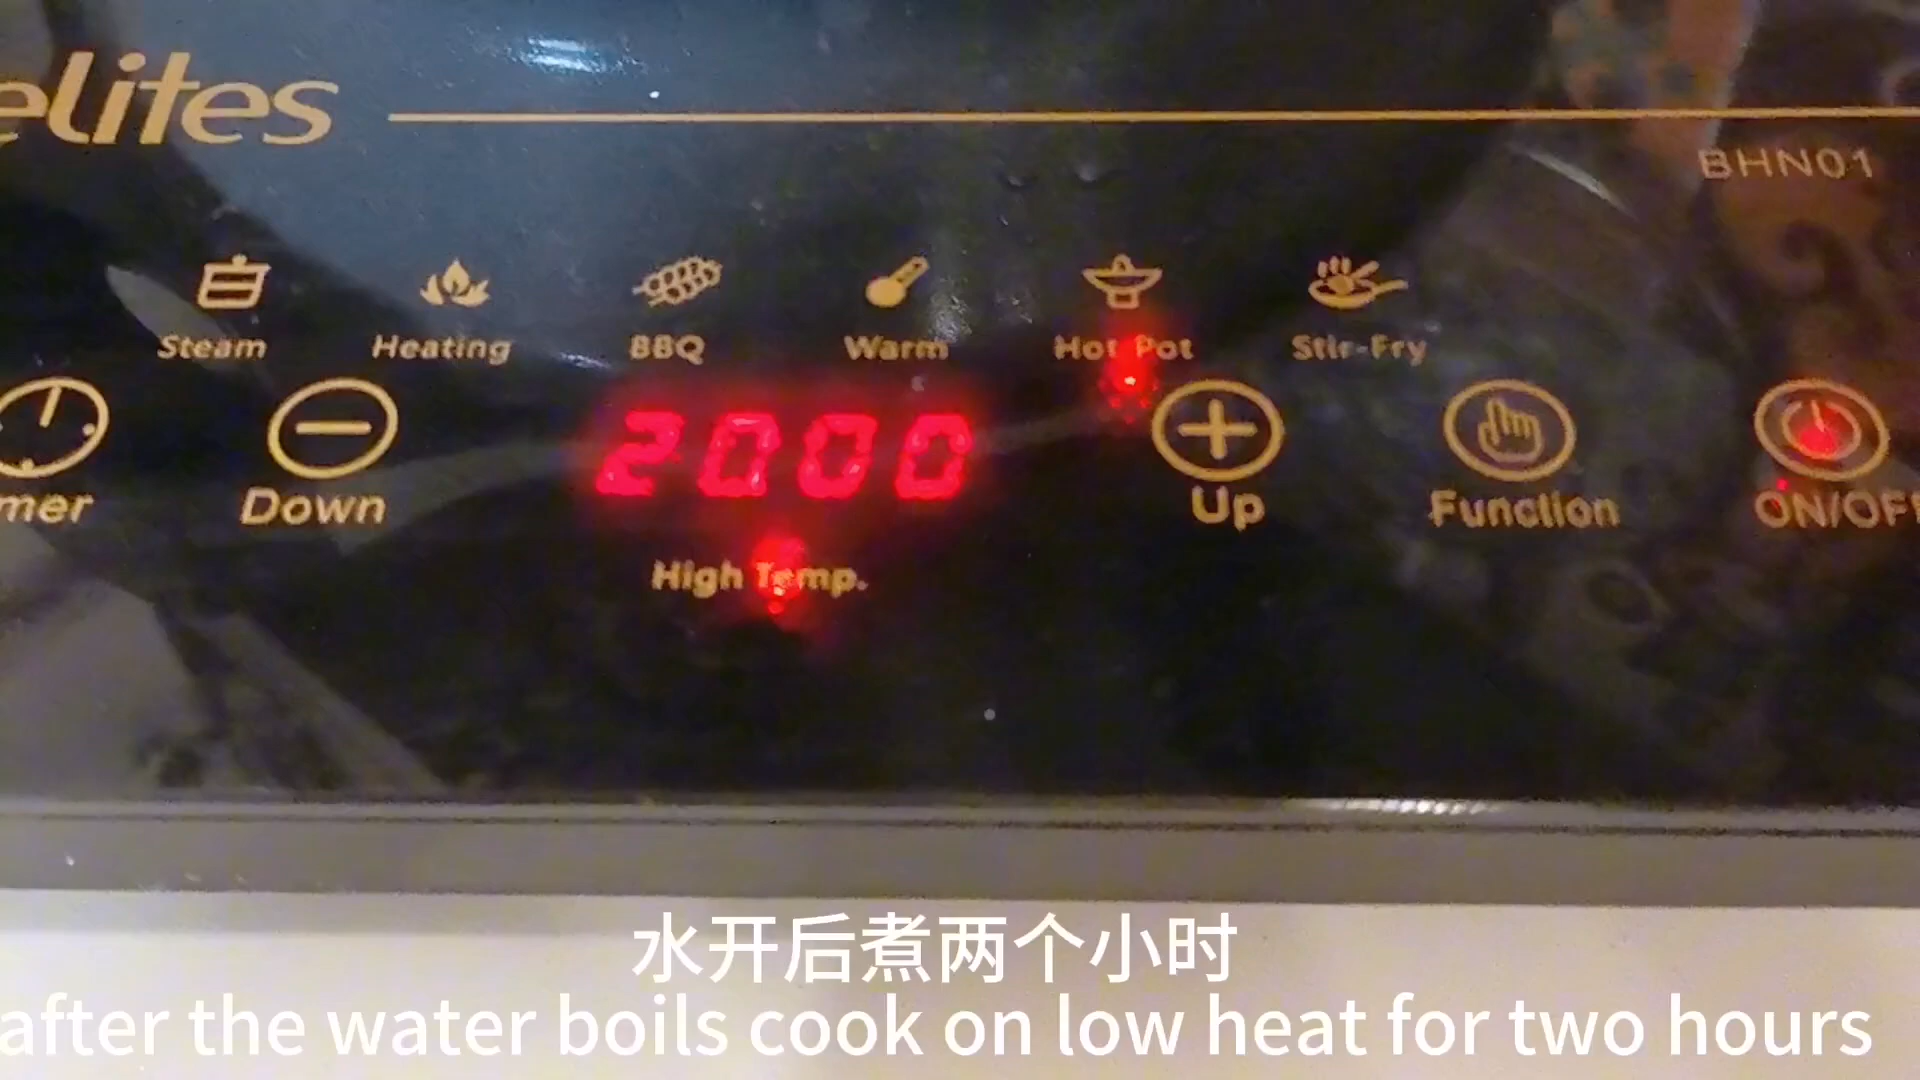 elites
BHN01
Steam Heating BBQ Warm Hot Pot Stir-Fry
2000
mer Down Up Function ON/OFF
High Temp.
水开后煮两个小时
after the water boils cook on low heat for two hours